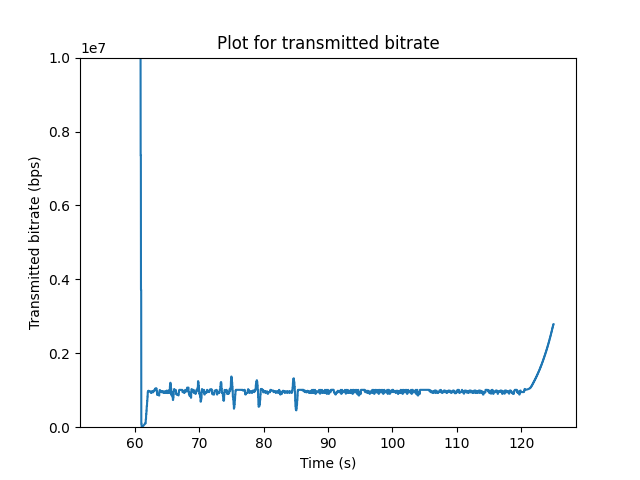 Plot for transmitted bitrate
1e7
1.0
0.8
0.6
0.4
0.2
0.0
Transmitted bitrate (bps)
60 70 80 90 100 110 120
Time (s)